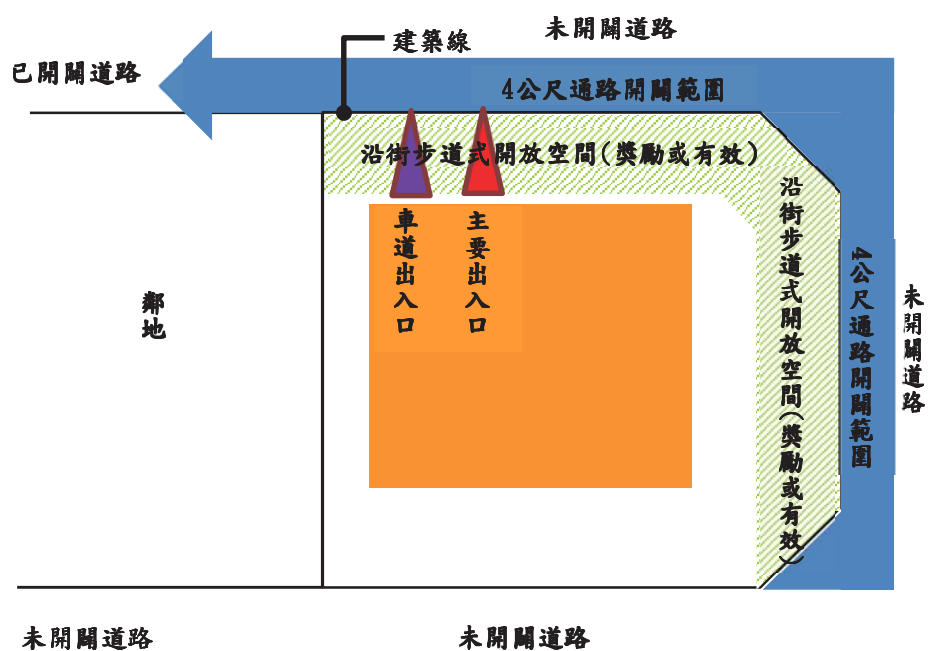 未開闢道路
建築線
已開闢道路
4公尺通路開闢範圍
沿街步道式開放空間(獎勵或有效)
沿街步道式開放空間(獎勵或有效)
車道出入口
主要出入口
4公尺通路開闢範圍
鄰地
未開闢道路
未開闢道路
未開闢道路